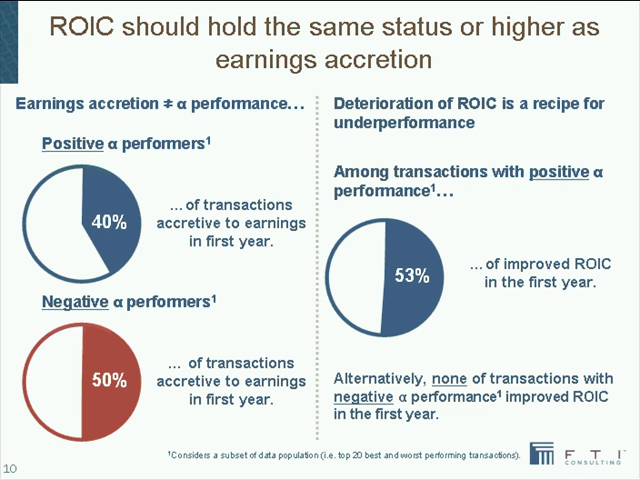 ROIC should hold the same status or higher as
earnings accretion
Earnings accretion ≠ α performance…
Positive α performers¹
40%
… of transactions
accretive to earnings
in first year.
Negative α performers¹
50%
… of transactions
accretive to earnings
in first year.
Deterioration of ROIC is a recipe for
underperformance
Among transactions with positive α
performance¹…
53%
… of improved ROIC
in the first year.
Alternatively, none of transactions with
negative α performance¹ improved ROIC
in the first year.
¹Considers a subset of data population (i.e. top 20 best and worst performing transactions).
F T I™
CONSULTING
10